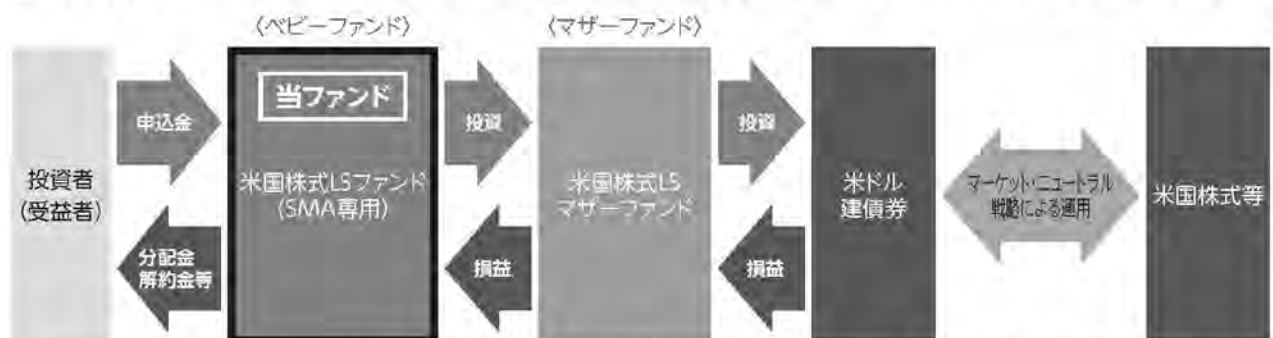 〈ベビーファンド〉
〈マザーファンド〉
投資者
(受益者)
申込金
分配金
解約金等
当ファンド
米国株式LSファンド
(SMA専用)
投資
損益
米国株式LS
マザーファンド
投資
損益
米ドル
建債券
マーケット・ニュートラル
戦略による運用
米国株式等